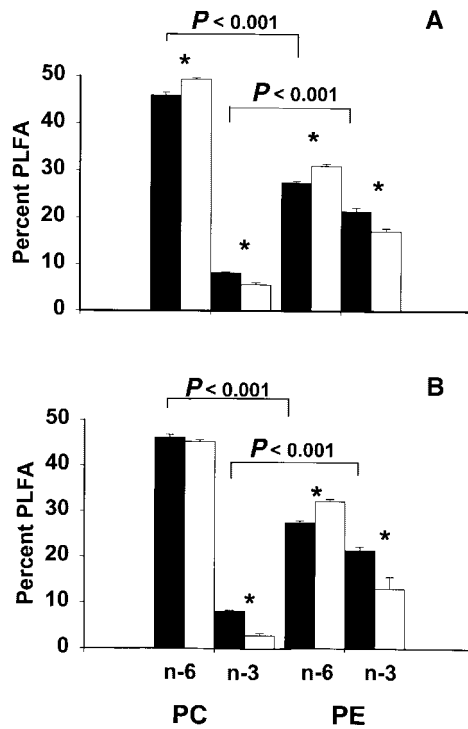 P < 0.001
A
50
*
P < 0.001
40
*
Percent PLFA
30
*
20
*
10
0
P < 0.001
B
50
P < 0.001
40
*
Percent PLFA
30
*
20
10
*
0
n-6 n-3 n-6 n-3
PC PE